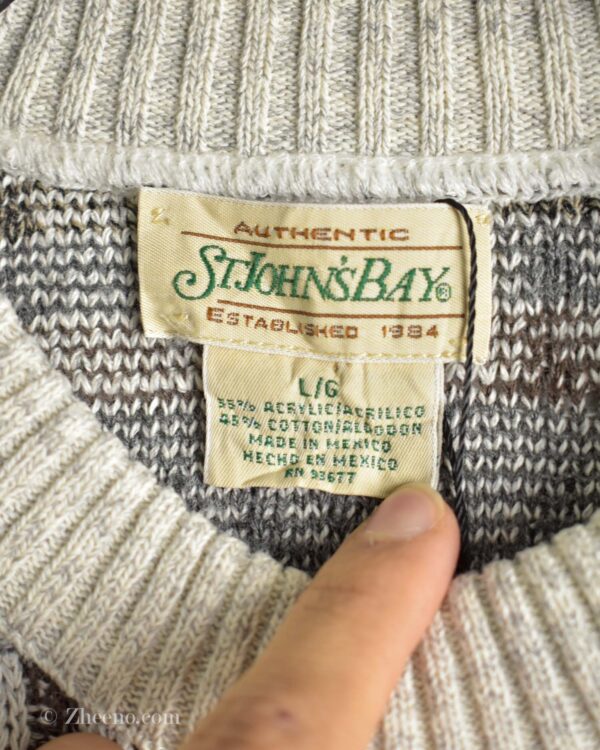 AUTHENTIC
ST. JOHN'S BAY®
ESTABLISHED 1984
L/G
55% ACRYLIC/ACRILICO
45% COTTON/ALGODON
MADE IN MEXICO
HECHO EN MEXICO
RN 93677
© Zheeno.com